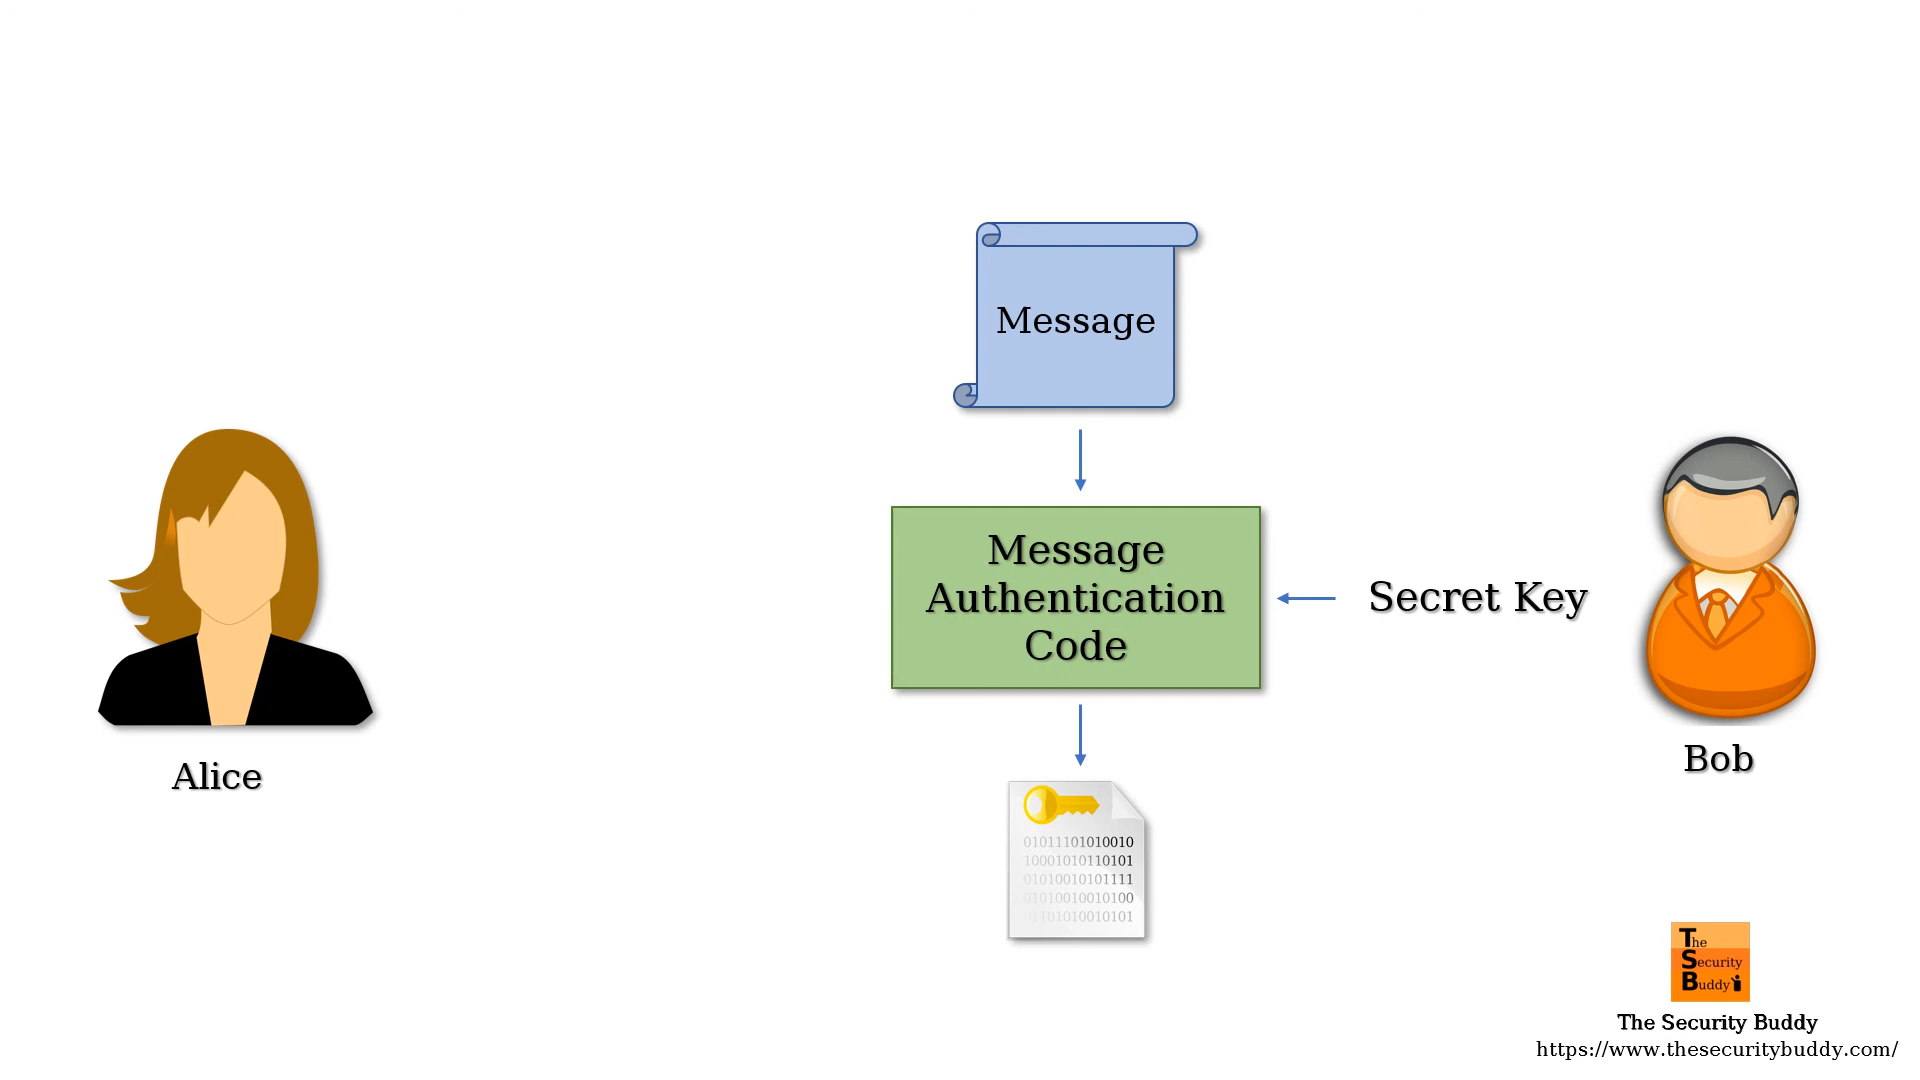 Message
Message
Authentication
Code
Secret Key
Alice
Bob
01011101010010
10001010110101
01010010101111
01010010010100
01101010010101
The
Security
Buddy
The Security Buddy
https://www.thesecuritybuddy.com/